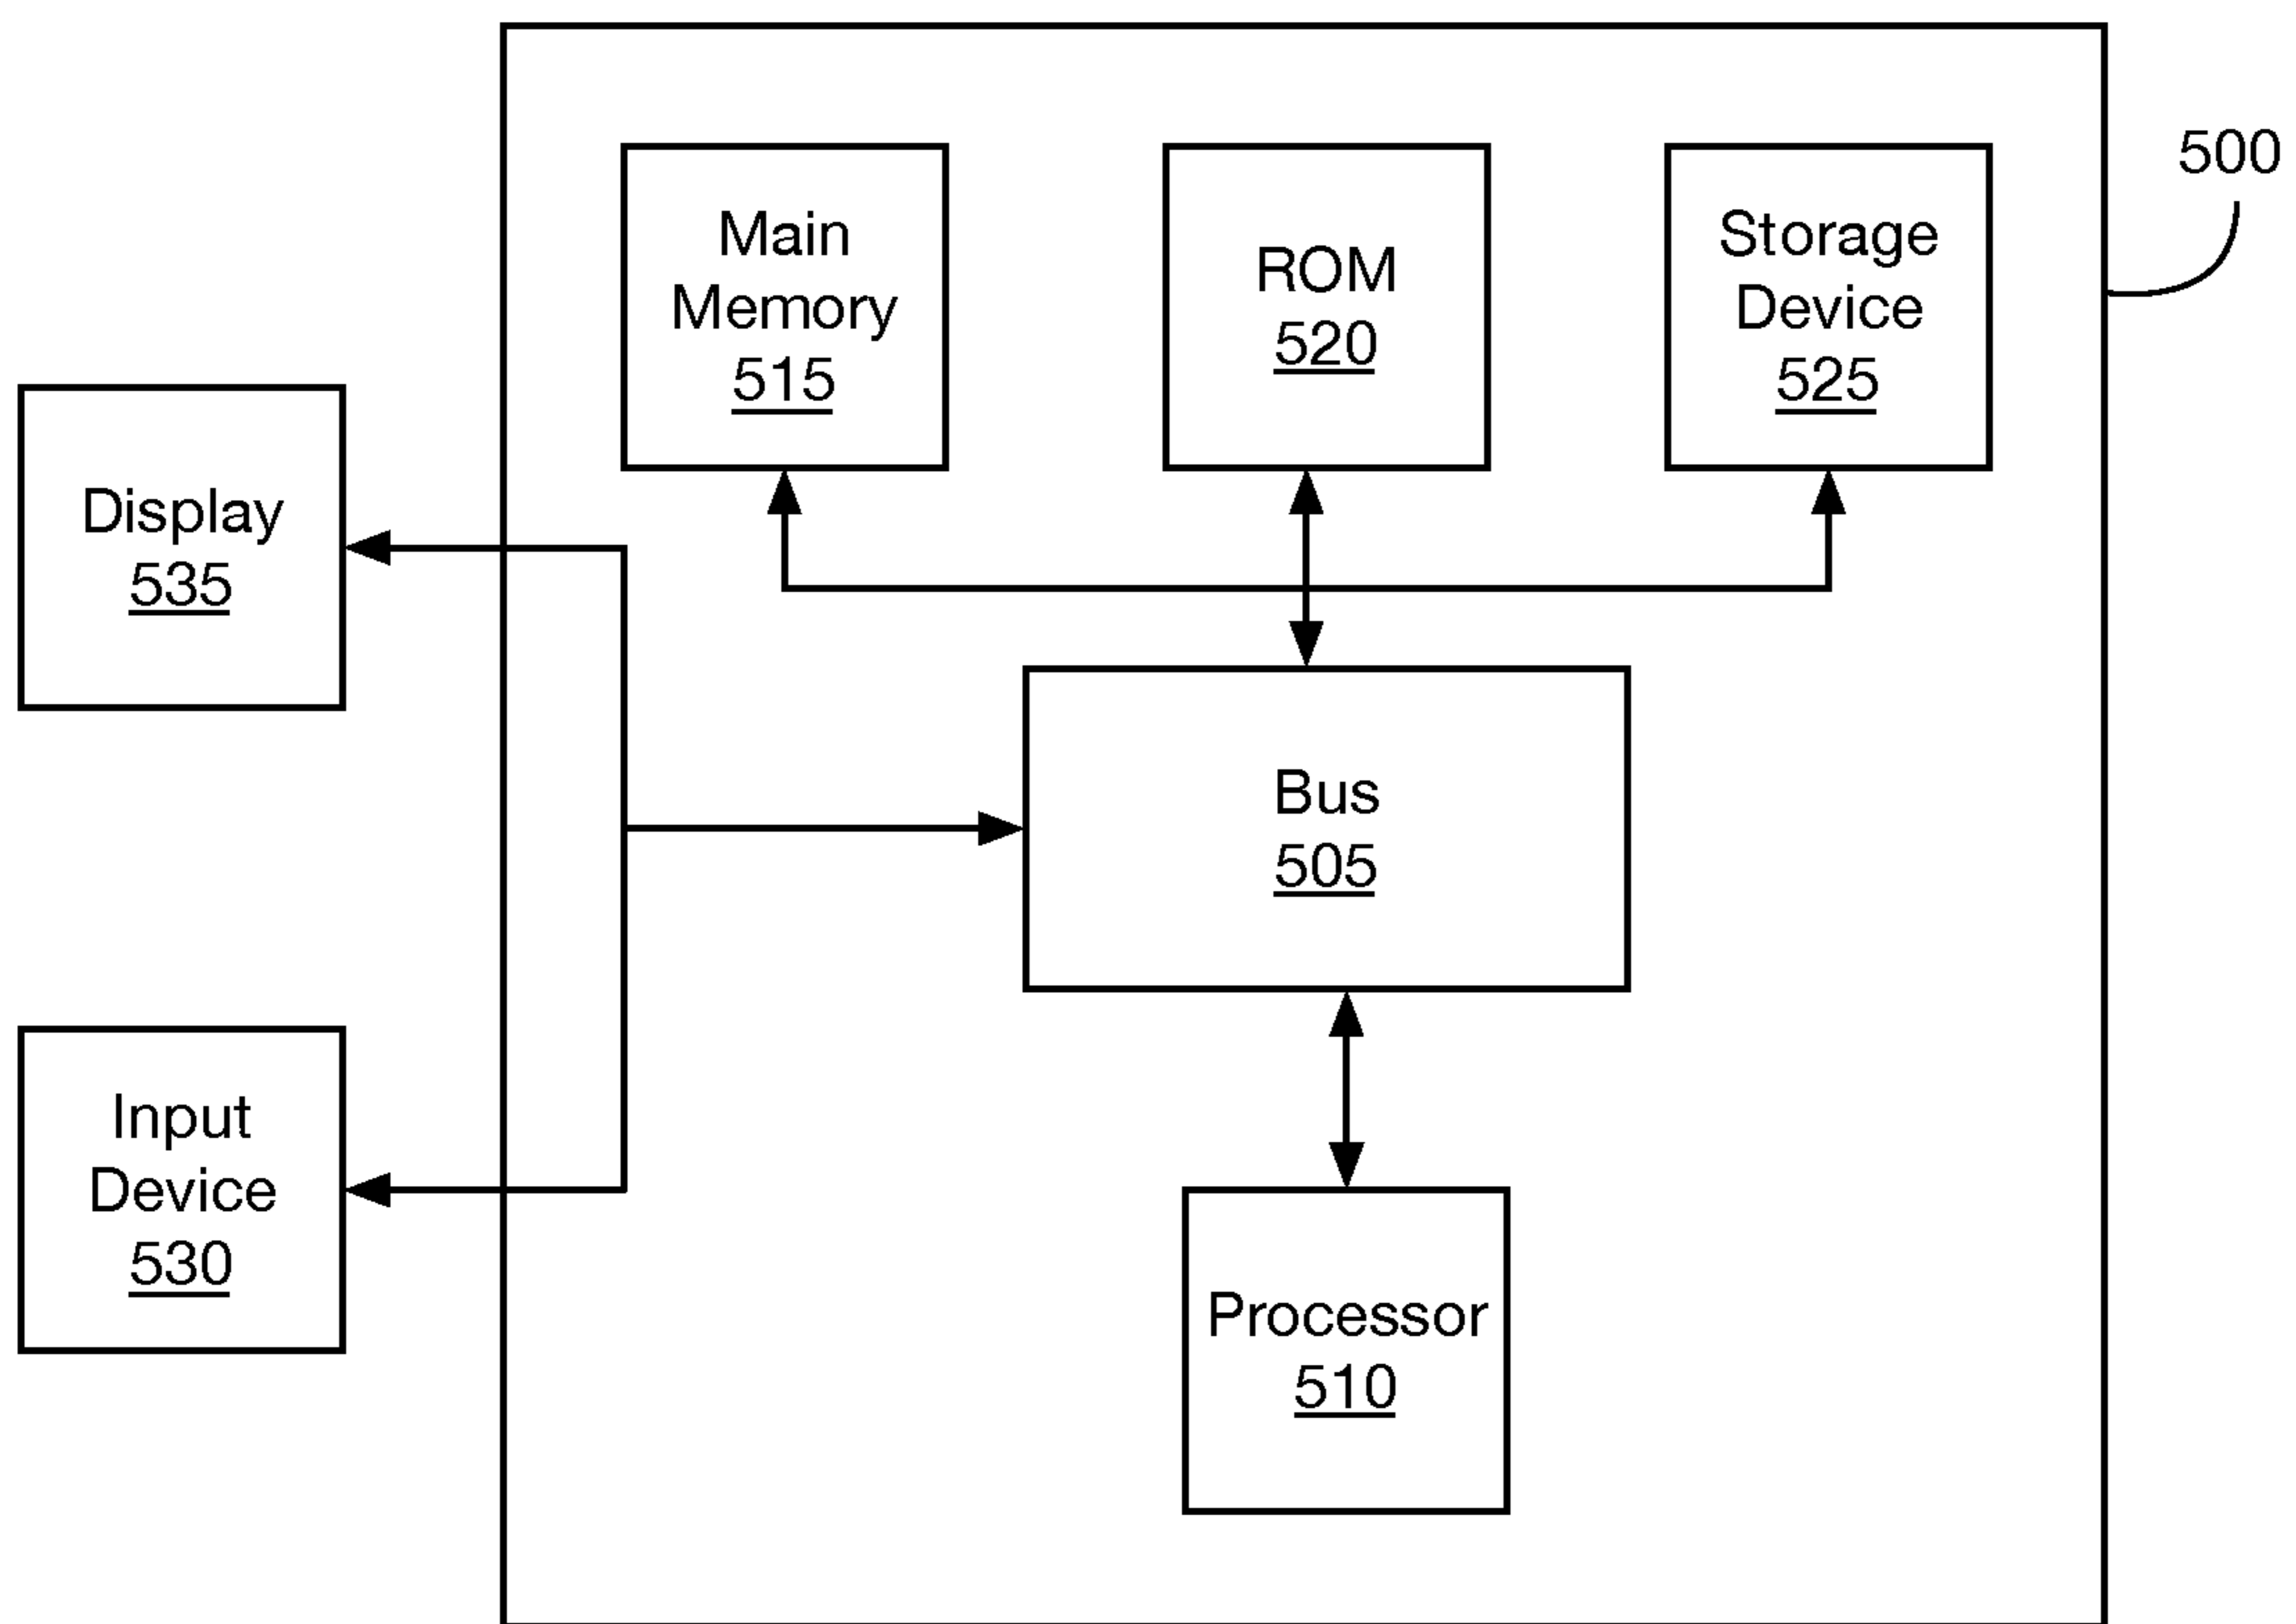 500
Main
Memory
515
ROM
520
Storage
Device
525
Display
535
Bus
505
Input
Device
530
Processor
510